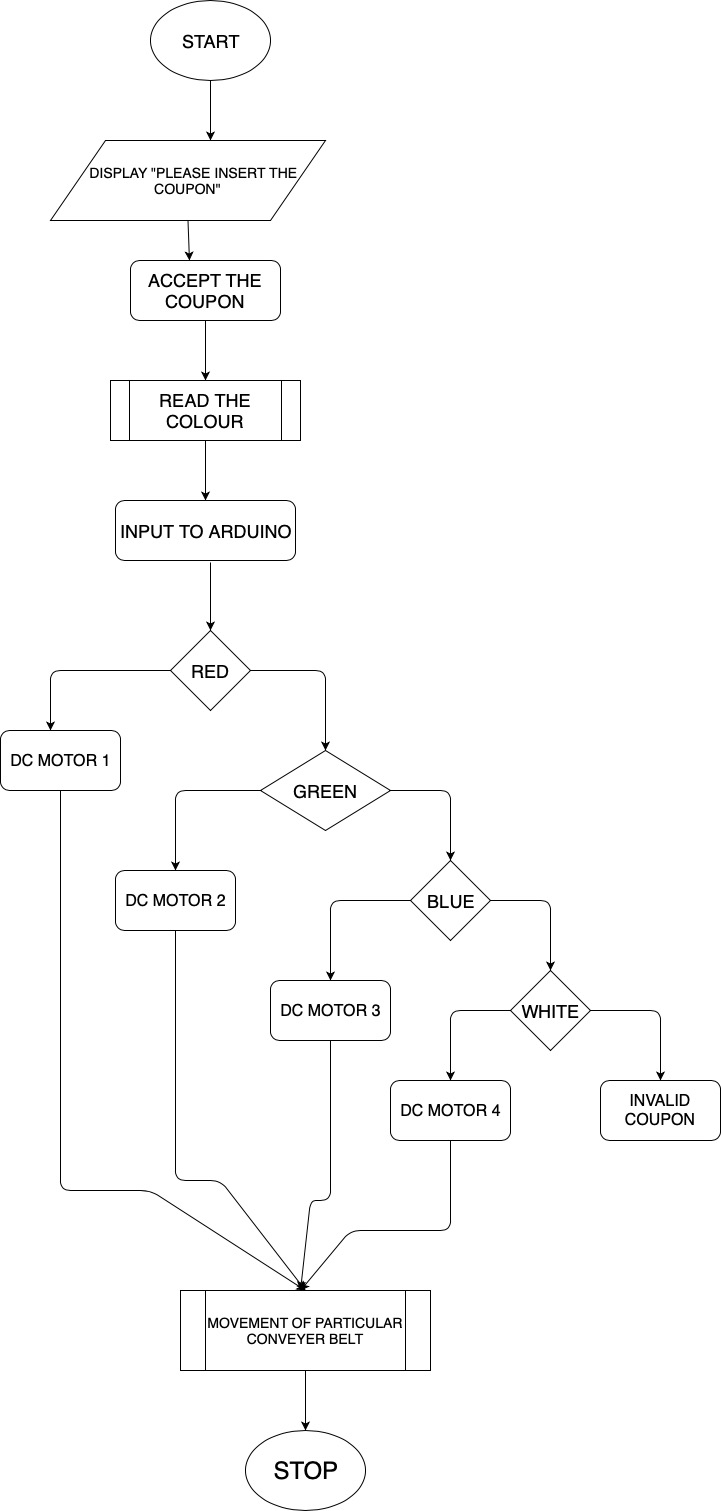 START
DISPLAY "PLEASE INSERT THE
COUPON"
ACCEPT THE
COUPON
READ THE
COLOUR
INPUT TO ARDUINO
RED
DC MOTOR 1
GREEN
DC MOTOR 2
BLUE
DC MOTOR 3
WHITE
DC MOTOR 4
INVALID
COUPON
MOVEMENT OF PARTICULAR
CONVEYER BELT
STOP